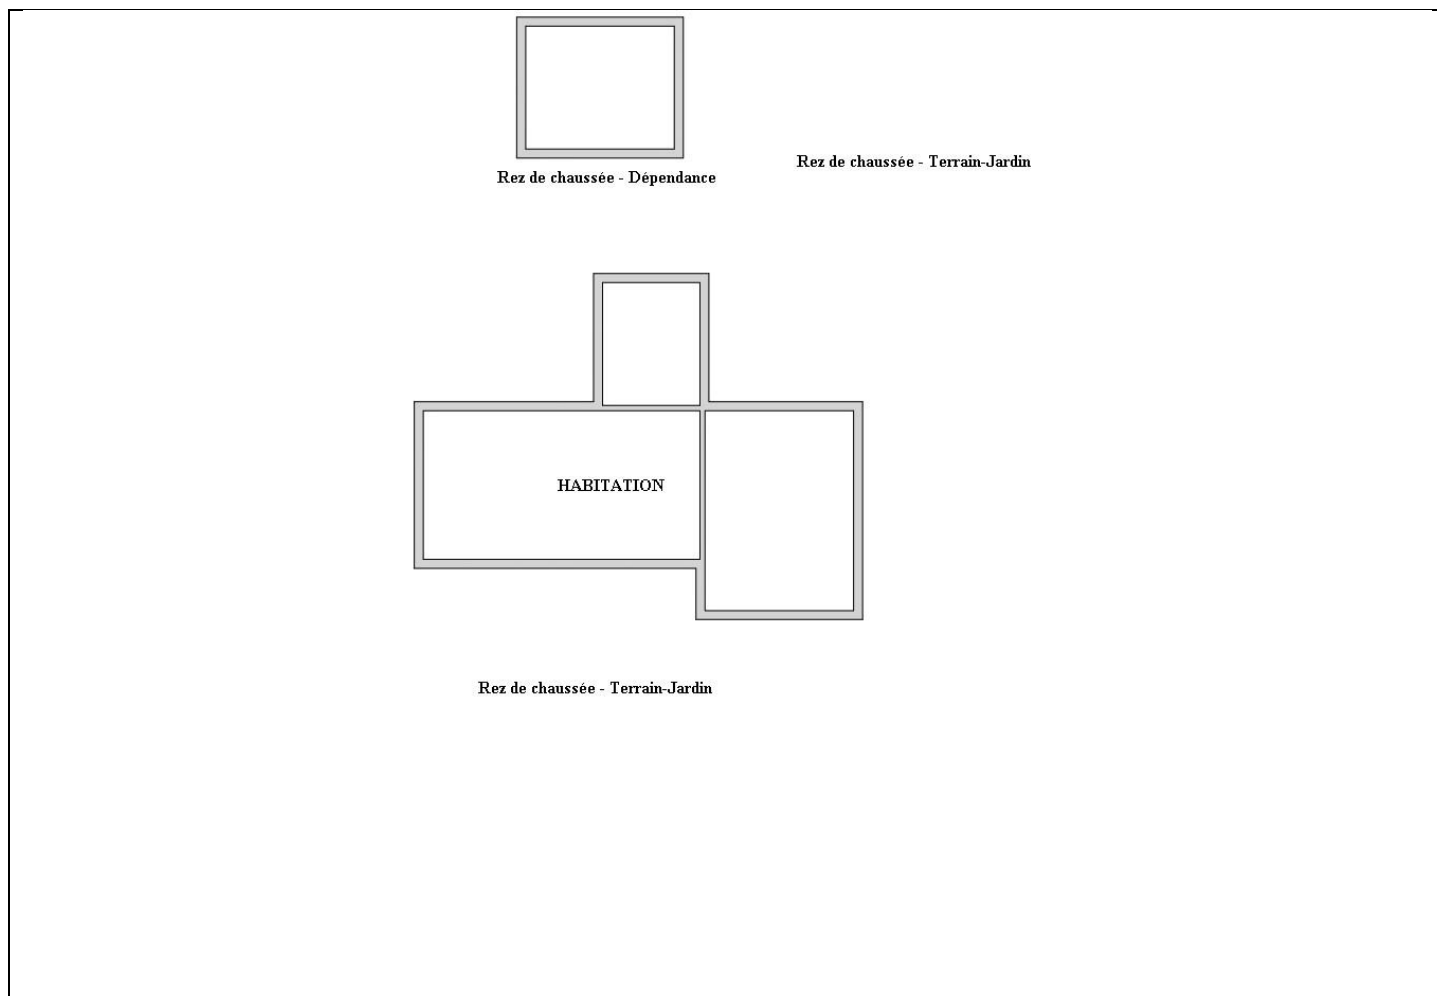 Rez de chaussée - Terrain-Jardin
Rez de chaussée - Dépendance
HABITATION
Rez de chaussée - Terrain-Jardin